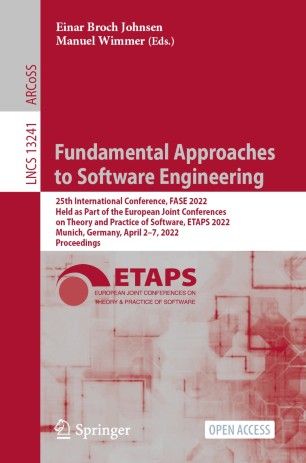 Einar Broch Johnsen
Manuel Wimmer (Eds.)
LNCS 13241
ARCoSS
Fundamental Approaches
to Software Engineering
25th International Conference, FASE 2022
Held as Part of the European Joint Conferences
on Theory and Practice of Software, ETAPS 2022
Munich, Germany, April 2–7, 2022
Proceedings
ETAPS
EUROPEAN JOINT CONFERENCES ON
THEORY & PRACTICE OF SOFTWARE
Springer
OPEN ACCESS